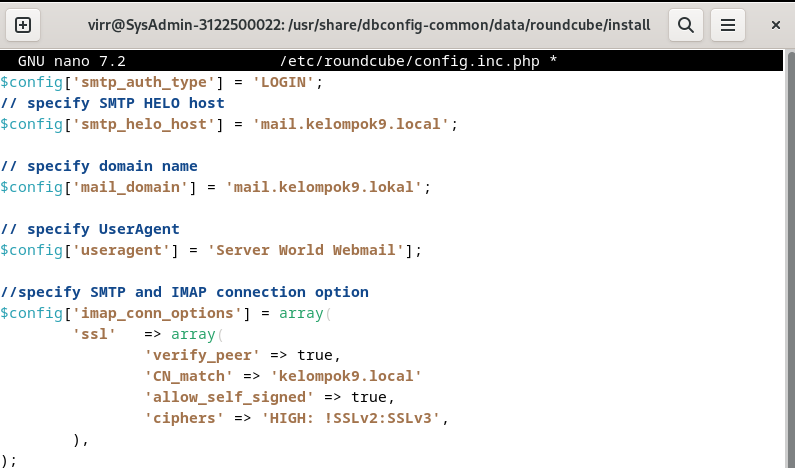 virr@SysAdmin-3122500022: /usr/share/dbconfig-common/data/roundcube/install
GNU nano 7.2 /etc/roundcube/config.inc.php *
$config['smtp_auth_type'] = 'LOGIN';
// specify SMTP HELO host
$config['smtp_helo_host'] = 'mail.kelompok9.local';
// specify domain name
$config['mail_domain'] = 'mail.kelompok9.lokal';
// specify UserAgent
$config['useragent'] = 'Server World Webmail'];
//specify SMTP and IMAP connection option
$config['imap_conn_options'] = array(
'ssl' => array(
'verify_peer' => true,
'CN_match' => 'kelompok9.local'
'allow_self_signed' => true,
'ciphers' => 'HIGH: !SSLv2:SSLv3',
),
);